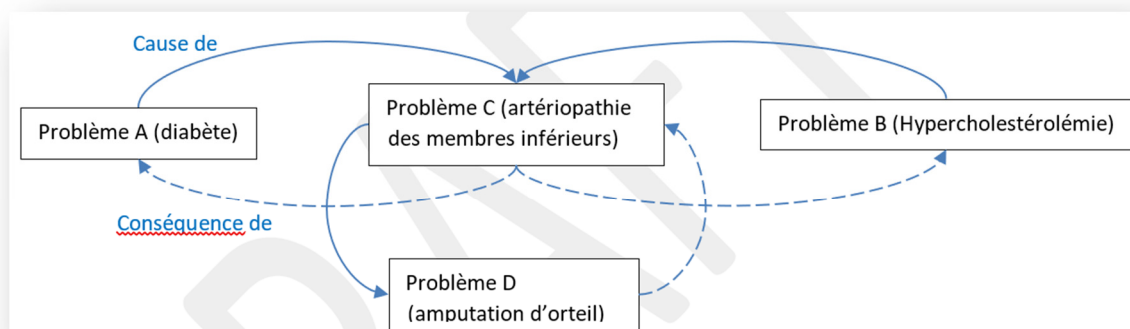 Cause de
Problème A (diabète)
Problème C (artériopathie
des membres inférieurs)
Problème B (Hypercholestérolémie)
Conséquence de
Problème D
(amputation d’orteil)